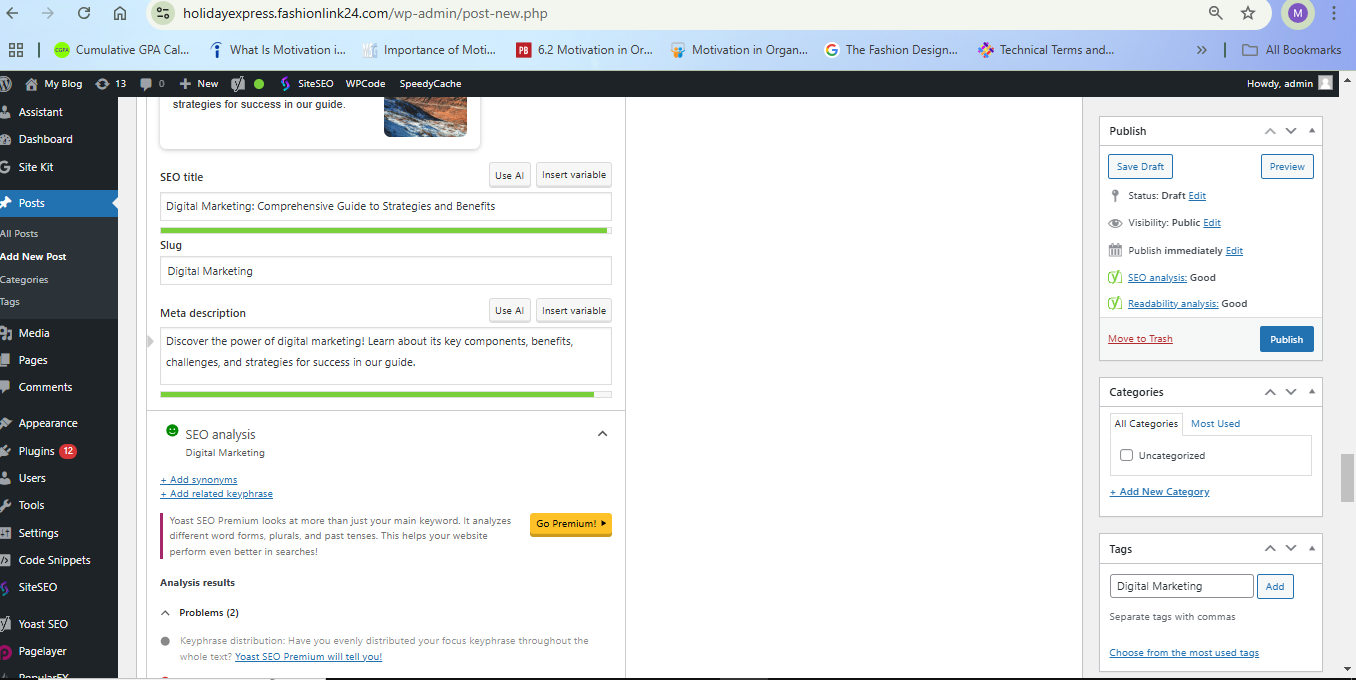 holidayexpress.fashionlink24.com/wp-admin/post-new.php
M
CGPA Cumulative GPA Cal...
What Is Motivation i...
Importance of Moti...
PB 6.2 Motivation in Or...
Motivation in Organ...
The Fashion Design...
Technical Terms and...
All Bookmarks
My Blog 13 0 New SiteSEO WPCode SpeedyCache
Howdy, admin
Assistant
Dashboard
Site Kit
Posts
All Posts
Add New Post
Categories
Tags
Media
Pages
Comments
Appearance
Plugins 12
Users
Tools
Settings
Code Snippets
SiteSEO
Yoast SEO
Pagelayer
strategies for success in our guide.
SEO title
Use AI
Insert variable
Digital Marketing: Comprehensive Guide to Strategies and Benefits
Slug
Digital Marketing
Meta description
Use AI
Insert variable
Discover the power of digital marketing! Learn about its key components, benefits,
challenges, and strategies for success in our guide.
SEO analysis
Digital Marketing
+ Add synonyms
+ Add related keyphrase
Yoast SEO Premium looks at more than just your main keyword. It analyzes
different word forms, plurals, and past tenses. This helps your website
perform even better in searches!
Go Premium!
Analysis results
Problems (2)
Keyphrase distribution: Have you evenly distributed your focus keyphrase throughout the
whole text? Yoast SEO Premium will tell you!
Publish
Save Draft
Preview
Status: Draft Edit
Visibility: Public Edit
Publish immediately Edit
SEO analysis: Good
Readability analysis: Good
Move to Trash
Publish
Categories
All Categories
Most Used
Uncategorized
+ Add New Category
Tags
Digital Marketing
Add
Separate tags with commas
Choose from the most used tags